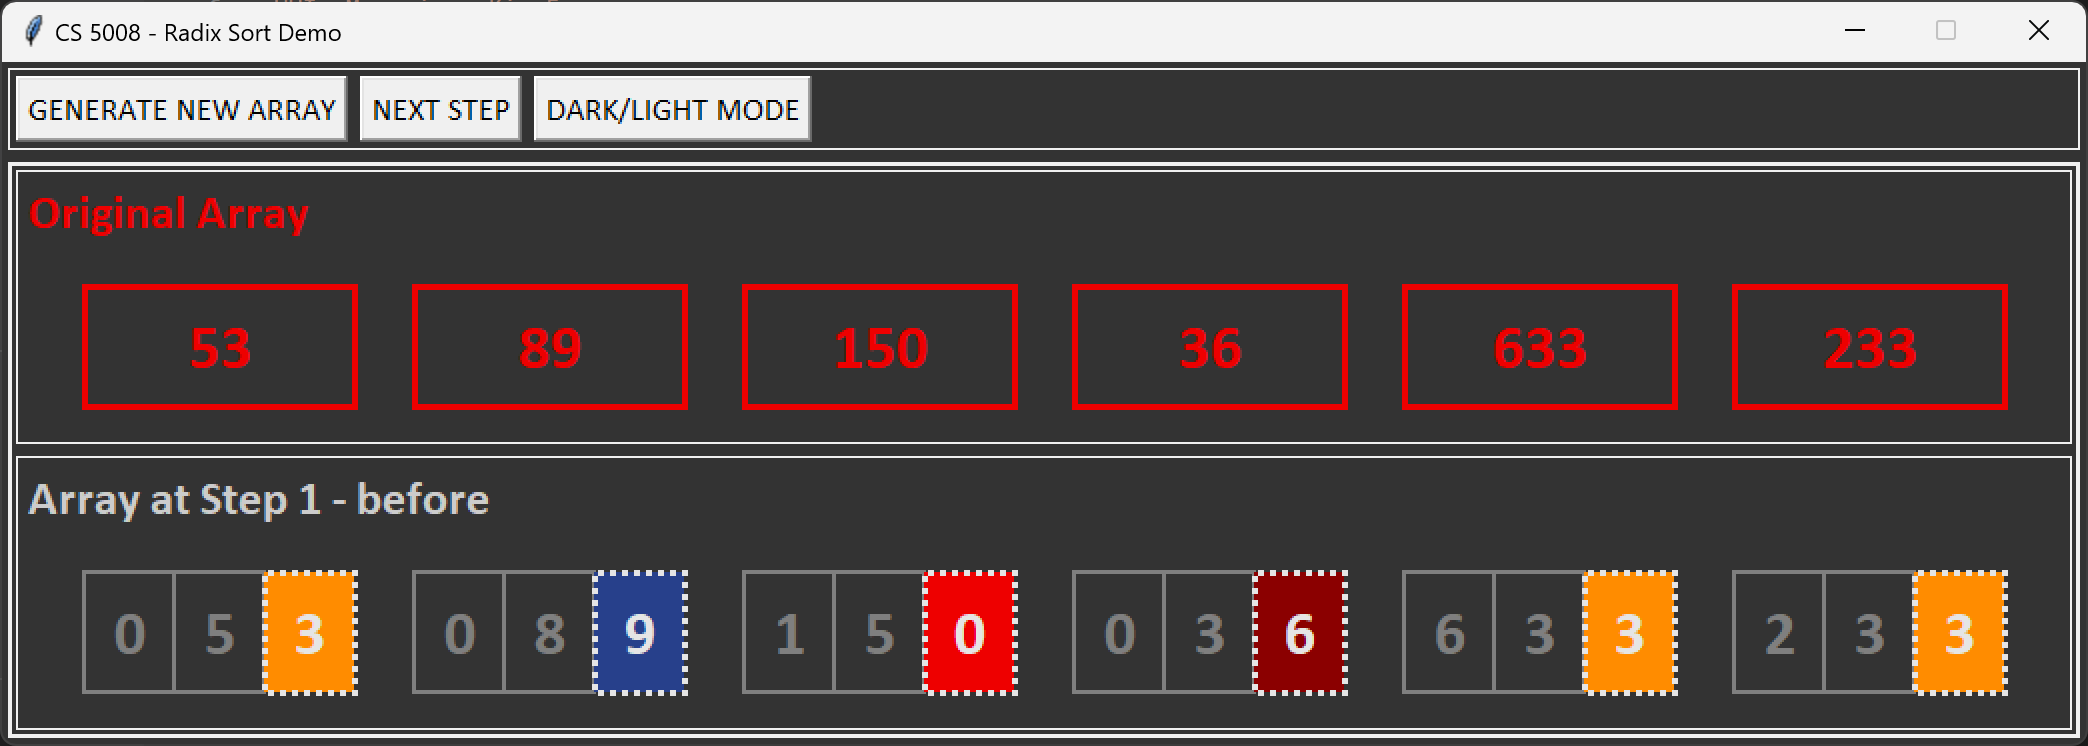 CS 5008 - Radix Sort Demo
GENERATE NEW ARRAY NEXT STEP DARK/LIGHT MODE
Original Array
53 89 150 36 633 233
Array at Step 1 - before
0 5 3 0 8 9 1 5 0 0 3 6 6 3 3 2 3 3